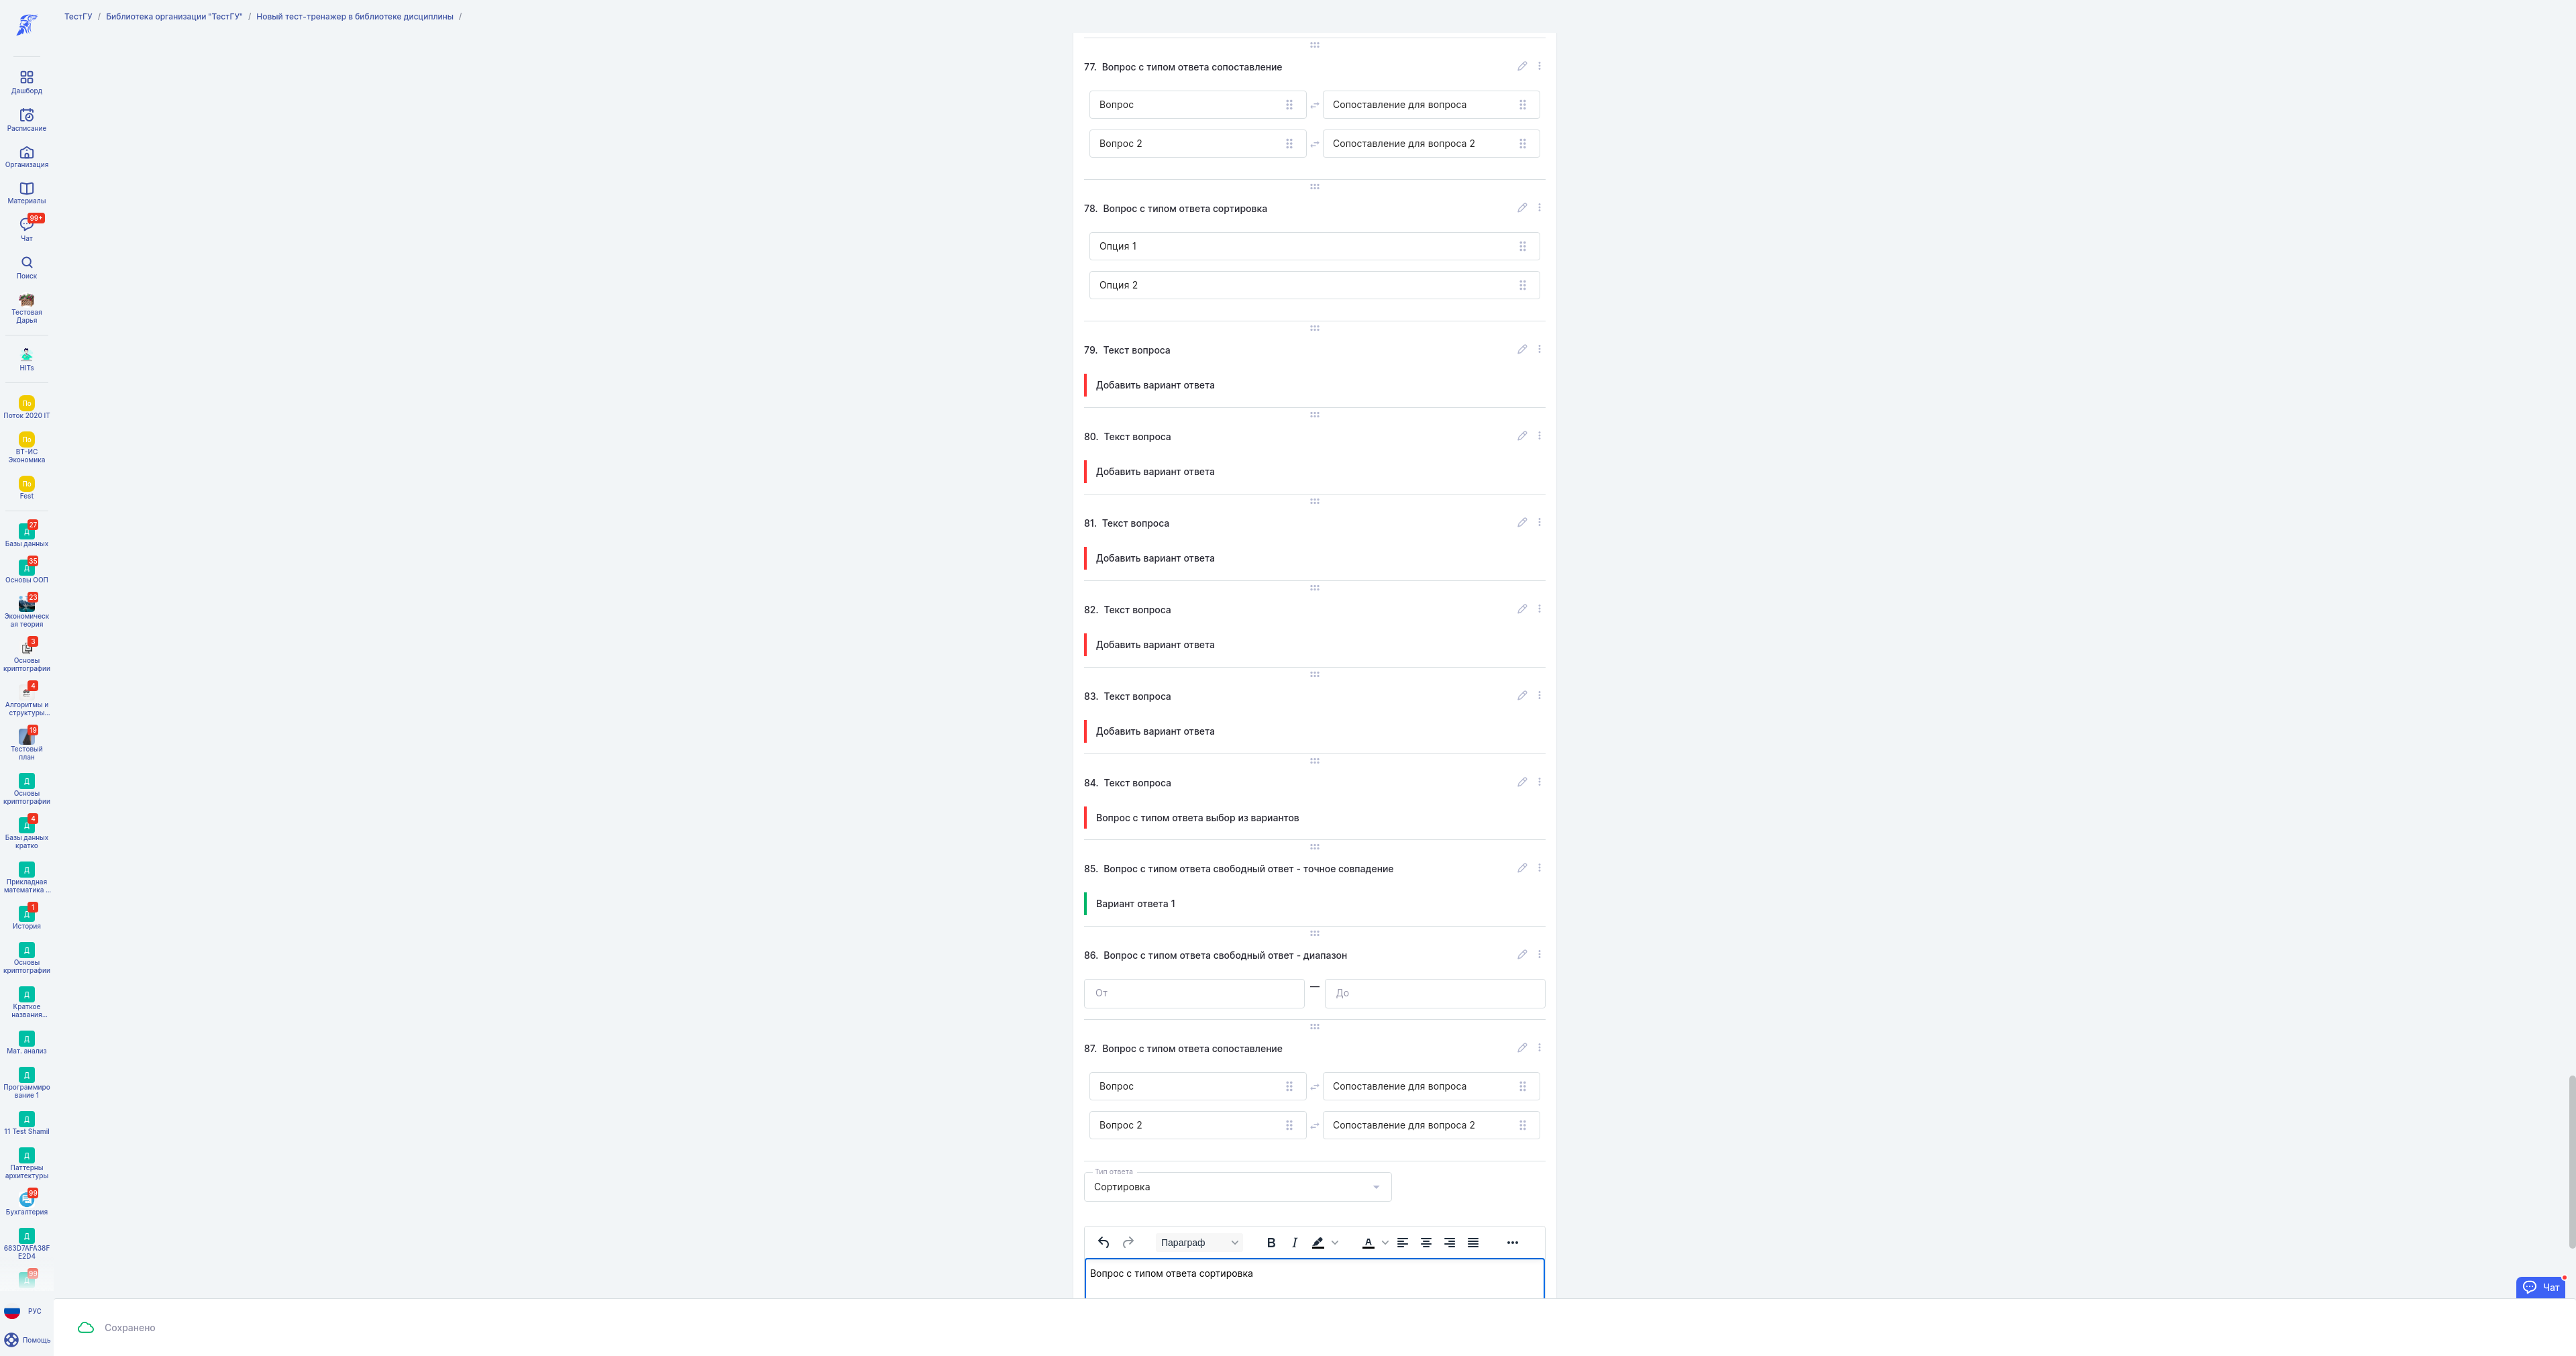 ТестГУ / Библиотека организации "ТестГУ" / Новый тест-тренажер в библиотеке дисциплины /
Дашборд
Расписание
Организация
Материалы
99+
Чат
Поиск
Тестовая
Дарья
HITs
По
Поток 2020 IT
По
ВТ-ИС
Экономика
По
Fest
27
Д
Базы данных
35
Д
Основы ООП
23
Экономическ
ая теория
3
Основы
криптографии
4
Алгоритмы и
структуры...
19
Тестовый
план
Д
Основы
криптографии
4
Д
Базы данных
кратко
Д
Прикладная
математика ...
1
Д
История
Д
Основы
криптографии
Д
Краткое
названия...
Д
Мат. анализ
Д
Программиро
вание 1
Д
11 Test Shamil
Д
Паттерны
архитектуры
99
Бухгалтерия
Д
683D7AFA38F
E2D4
99
Д
РУС
Помощь
77. Вопрос с типом ответа сопоставление
Вопрос
Сопоставление для вопроса
Вопрос 2
Сопоставление для вопроса 2
78. Вопрос с типом ответа сортировка
Опция 1
Опция 2
79. Текст вопроса
Добавить вариант ответа
80. Текст вопроса
Добавить вариант ответа
81. Текст вопроса
Добавить вариант ответа
82. Текст вопроса
Добавить вариант ответа
83. Текст вопроса
Добавить вариант ответа
84. Текст вопроса
Вопрос с типом ответа выбор из вариантов
85. Вопрос с типом ответа свободный ответ - точное совпадение
Вариант ответа 1
86. Вопрос с типом ответа свободный ответ - диапазон
От — До
87. Вопрос с типом ответа сопоставление
Вопрос
Сопоставление для вопроса
Вопрос 2
Сопоставление для вопроса 2
Тип ответа
Сортировка
Параграф
Вопрос с типом ответа сортировка
Чат
Сохранено